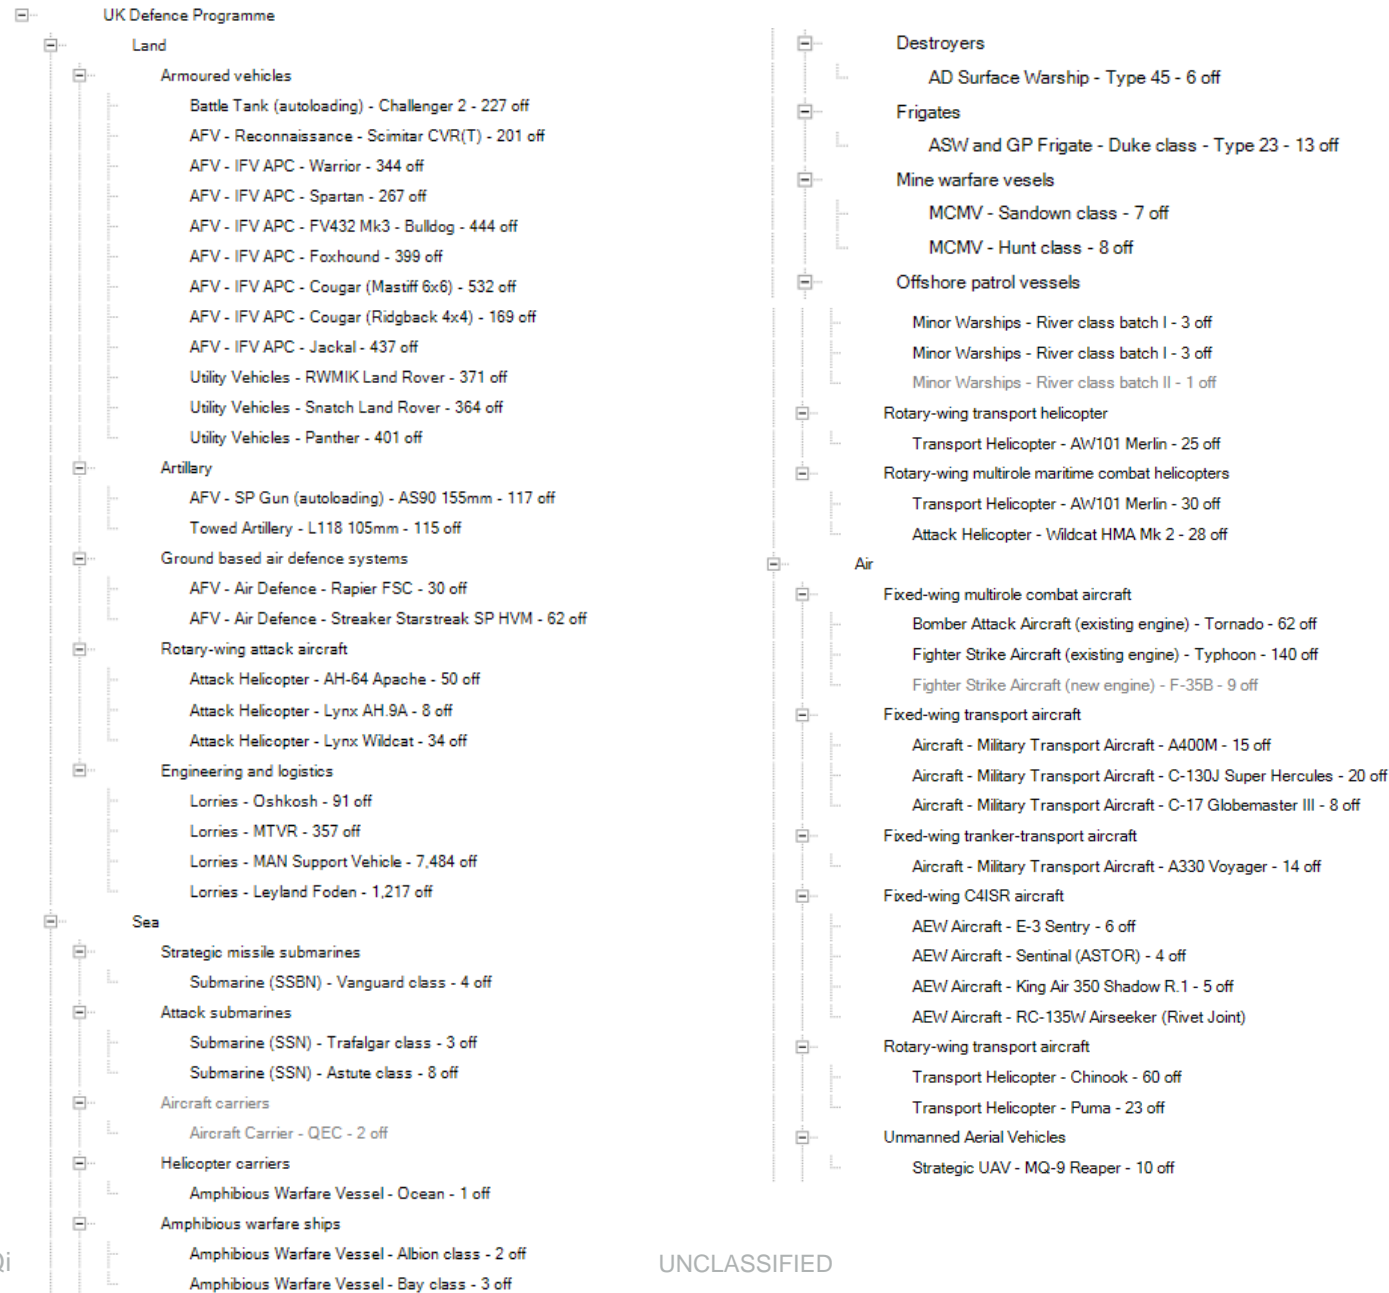 UK Defence Programme
Land
Armoured vehicles
Battle Tank (autoloading) - Challenger 2 - 227 off
AFV - Reconnaissance - Scimitar CVR(T) - 201 off
AFV - IFV APC - Warrior - 344 off
AFV - IFV APC - Spartan - 267 off
AFV - IFV APC - FV432 Mk3 - Bulldog - 444 off
AFV - IFV APC - Foxhound - 399 off
AFV - IFV APC - Cougar (Mastiff 6x6) - 532 off
AFV - IFV APC - Cougar (Ridgback 4x4) - 169 off
AFV - IFV APC - Jackal - 437 off
Utility Vehicles - RWMIK Land Rover - 371 off
Utility Vehicles - Snatch Land Rover - 364 off
Utility Vehicles - Panther - 401 off
Artillary
AFV - SP Gun (autoloading) - AS90 155mm - 117 off
Towed Artillery - L118 105mm - 115 off
Ground based air defence systems
AFV - Air Defence - Rapier FSC - 30 off
AFV - Air Defence - Streaker Starstreak SP HVM - 62 off
Rotary-wing attack aircraft
Attack Helicopter - AH-64 Apache - 50 off
Attack Helicopter - Lynx AH.9A - 8 off
Attack Helicopter - Lynx Wildcat - 34 off
Engineering and logistics
Lorries - Oshkosh - 91 off
Lorries - MTVR - 357 off
Lorries - MAN Support Vehicle - 7,484 off
Lorries - Leyland Foden - 1,217 off
Sea
Strategic missile submarines
Submarine (SSBN) - Vanguard class - 4 off
Attack submarines
Submarine (SSN) - Trafalgar class - 3 off
Submarine (SSN) - Astute class - 8 off
Aircraft carriers
Aircraft Carrier - QEC - 2 off
Helicopter carriers
Amphibious Warfare Vessel - Ocean - 1 off
Amphibious warfare ships
Amphibious Warfare Vessel - Albion class - 2 off
Amphibious Warfare Vessel - Bay class - 3 off
Destroyers
AD Surface Warship - Type 45 - 6 off
Frigates
ASW and GP Frigate - Duke class - Type 23 - 13 off
Mine warfare vesels
MCMV - Sandown class - 7 off
MCMV - Hunt class - 8 off
Offshore patrol vessels
Minor Warships - River class batch I - 3 off
Minor Warships - River class batch I - 3 off
Minor Warships - River class batch II - 1 off
Rotary-wing transport helicopter
Transport Helicopter - AW101 Merlin - 25 off
Rotary-wing multirole maritime combat helicopters
Transport Helicopter - AW101 Merlin - 30 off
Attack Helicopter - Wildcat HMA Mk 2 - 28 off
Air
Fixed-wing multirole combat aircraft
Bomber Attack Aircraft (existing engine) - Tornado - 62 off
Fighter Strike Aircraft (existing engine) - Typhoon - 140 off
Fighter Strike Aircraft (new engine) - F-35B - 9 off
Fixed-wing transport aircraft
Aircraft - Military Transport Aircraft - A400M - 15 off
Aircraft - Military Transport Aircraft - C-130J Super Hercules - 20 off
Aircraft - Military Transport Aircraft - C-17 Globemaster III - 8 off
Fixed-wing tranker-transport aircraft
Aircraft - Military Transport Aircraft - A330 Voyager - 14 off
Fixed-wing C4ISR aircraft
AEW Aircraft - E-3 Sentry - 6 off
AEW Aircraft - Sentinal (ASTOR) - 4 off
AEW Aircraft - King Air 350 Shadow R.1 - 5 off
AEW Aircraft - RC-135W Airseeker (Rivet Joint)
Rotary-wing transport aircraft
Transport Helicopter - Chinook - 60 off
Transport Helicopter - Puma - 23 off
Unmanned Aerial Vehicles
Strategic UAV - MQ-9 Reaper - 10 off
UNCLASSIFIED